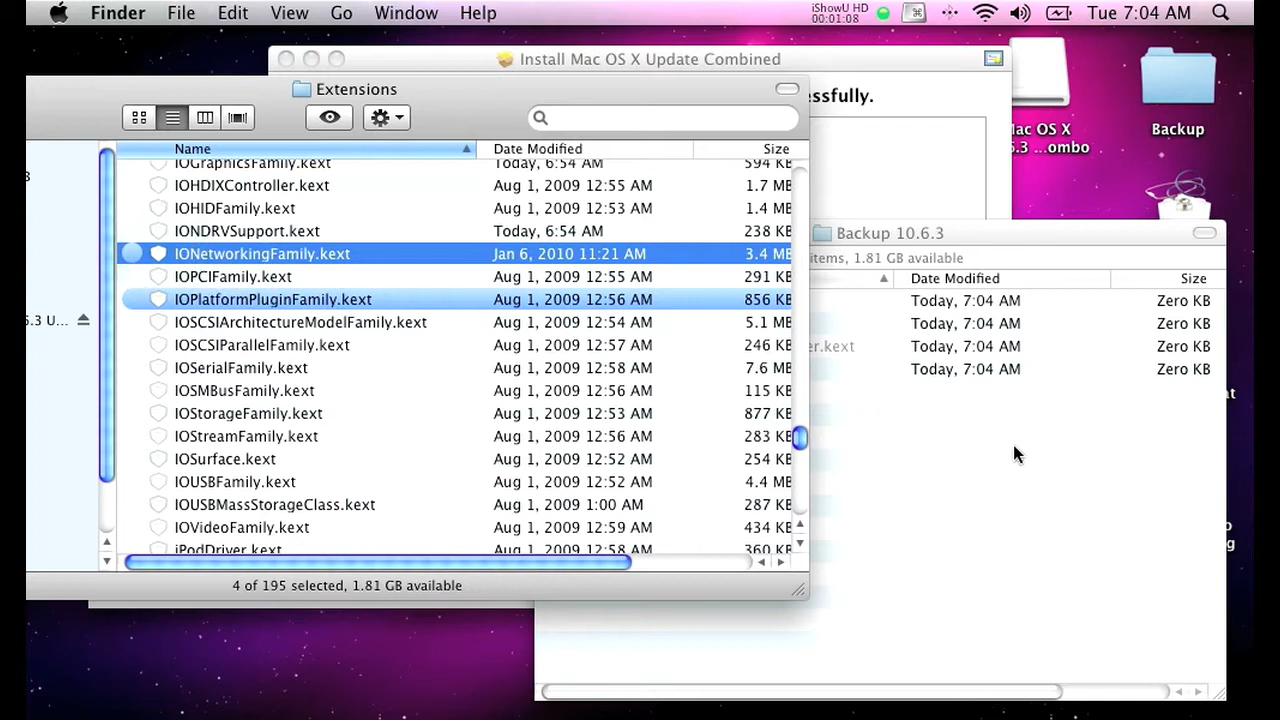 Finder File Edit View Go Window Help iShowU HD 00:01:08 Tue 7:04 AM
Install Mac OS X Update Combined
Extensions
ssfully.
Mac OS X
6.3 ...ombo
Backup
Name Date Modified Size
IOGraphicsFamily.kext Today, 6:54 AM 594 KB
IOHDIXController.kext Aug 1, 2009 12:55 AM 1.7 MB
IOHIDFamily.kext Aug 1, 2009 12:53 AM 1.4 MB
IONDRVSupport.kext Today, 6:54 AM 238 KB
IONetworkingFamily.kext Jan 6, 2010 11:21 AM 3.4 MB
IOPCIFamily.kext Aug 1, 2009 12:55 AM 291 KB
IOPlatformPluginFamily.kext Aug 1, 2009 12:56 AM 856 KB
IOSCSIArchitectureModelFamily.kext Aug 1, 2009 12:54 AM 5.1 MB
IOSCSIParallelFamily.kext Aug 1, 2009 12:57 AM 246 KB
IOSerialFamily.kext Aug 1, 2009 12:58 AM 7.6 MB
IOSMBusFamily.kext Aug 1, 2009 12:56 AM 115 KB
IOStorageFamily.kext Aug 1, 2009 12:53 AM 877 KB
IOStreamFamily.kext Aug 1, 2009 12:56 AM 283 KB
IOSurface.kext Aug 1, 2009 12:52 AM 254 KB
IOUSBFamily.kext Aug 1, 2009 12:52 AM 4.4 MB
IOUSBMassStorageClass.kext Aug 1, 2009 1:00 AM 287 KB
IOVideoFamily.kext Aug 1, 2009 12:59 AM 434 KB
iPodDriver.kext Aug 1, 2009 12:58 AM 360 KB
6.3 U...
4 of 195 selected, 1.81 GB available
Backup 10.6.3
items, 1.81 GB available
Date Modified Size
Today, 7:04 AM Zero KB
Today, 7:04 AM Zero KB
er.kext Today, 7:04 AM Zero KB
Today, 7:04 AM Zero KB